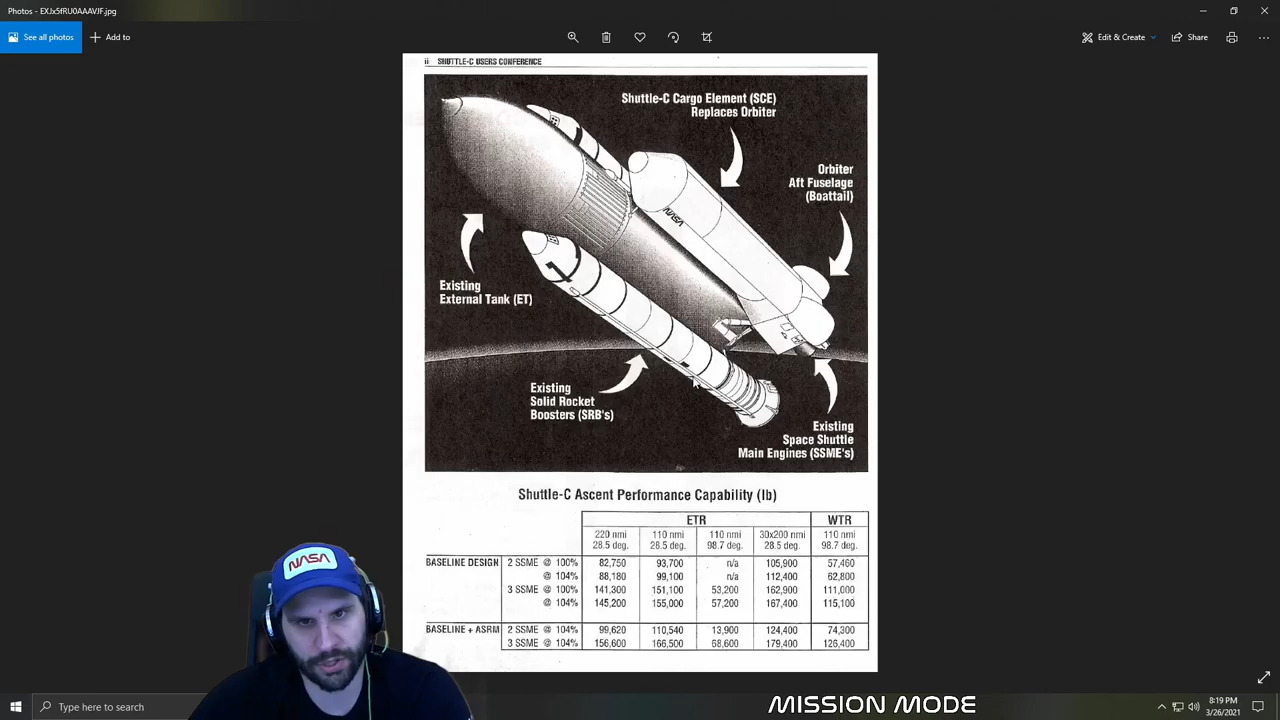 Photos - EXJx5fRU0AAAVJF.jpg
See all photos
Add to
Edit & Create
Share
ii SHUTTLE-C USERS CONFERENCE
Shuttle-C Cargo Element (SCE)
Replaces Orbiter
Orbiter
Aft Fuselage
(Boattail)
NASA
Existing
External Tank (ET)
Existing
Solid Rocket
Boosters (SRB's)
Existing
Space Shuttle
Main Engines (SSME's)
Shuttle-C Ascent Performance Capability (lb)
ETR WTR
220 nmi 110 nmi 110 nmi 30x200 nmi 110 nmi
28.5 deg. 28.5 deg. 98.7 deg. 28.5 deg. 98.7 deg.
BASELINE DESIGN 2 SSME @ 100% 82,750 93,700 n/a 105,900 57,460
@ 104% 88,180 99,100 n/a 112,400 62,800
3 SSME @ 100% 141,300 151,100 53,200 162,900 111,000
@ 104% 145,200 155,000 57,200 167,400 115,100
BASELINE + ASRM 2 SSME @ 104% 99,620 110,540 13,900 124,400 74,300
3 SSME @ 104% 156,600 166,500 68,600 179,400 126,400
NASA
Type here to search
MISSION MODE
8:19 PM
3/26/2021